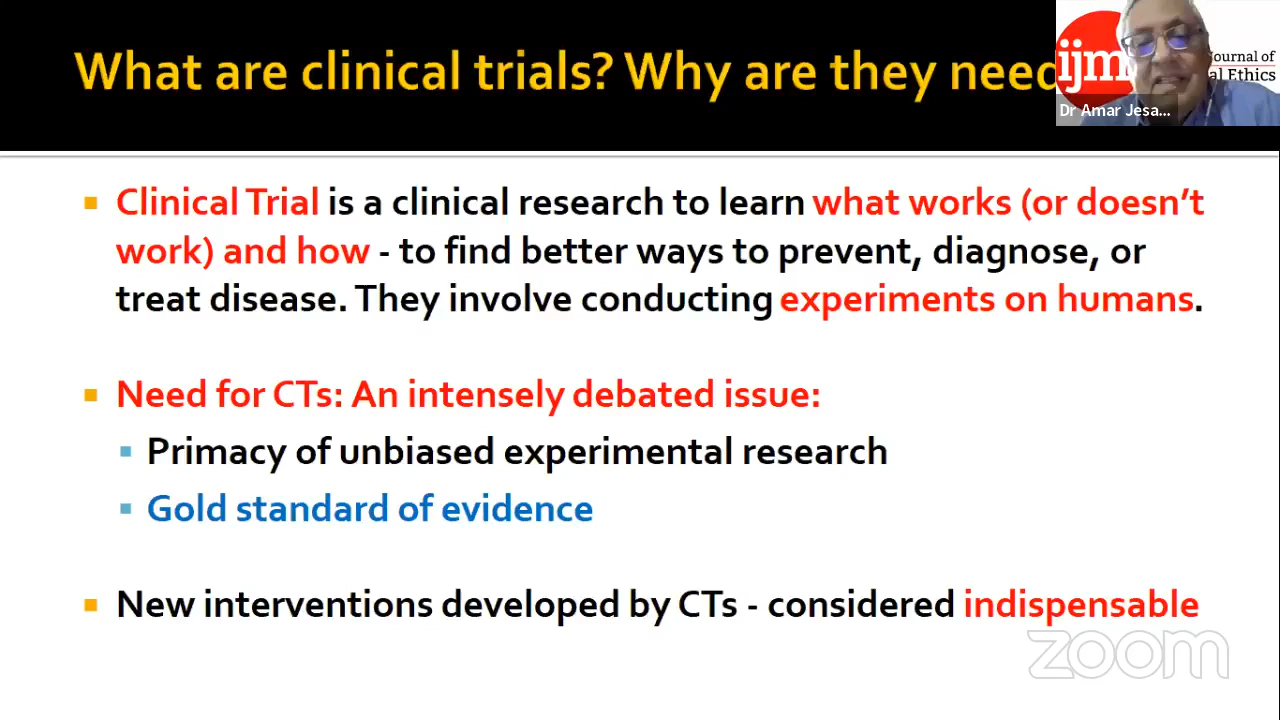 What are clinical trials? Why are they need
ijm
Journal of
al Ethics
Dr Amar Jesa...
Clinical Trial is a clinical research to learn what works (or doesn't
work) and how - to find better ways to prevent, diagnose, or
treat disease. They involve conducting experiments on humans.
Need for CTs: An intensely debated issue:
Primacy of unbiased experimental research
Gold standard of evidence
New interventions developed by CTs - considered indispensable
zoom